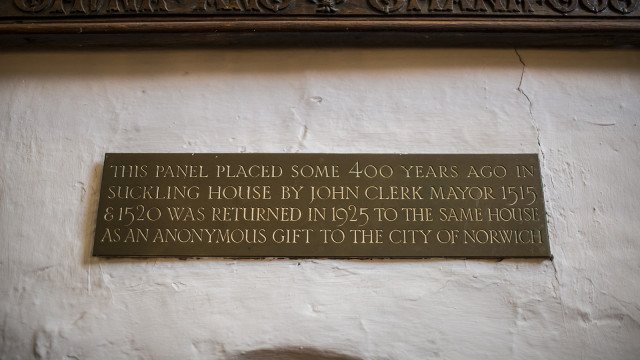 THIS PANEL PLACED SOME 400 YEARS AGO IN
SUCKLING HOUSE BY JOHN CLERK MAYOR 1515
& 1520 WAS RETURNED IN 1925 TO THE SAME HOUSE
AS AN ANONYMOUS GIFT TO THE CITY OF NORWICH